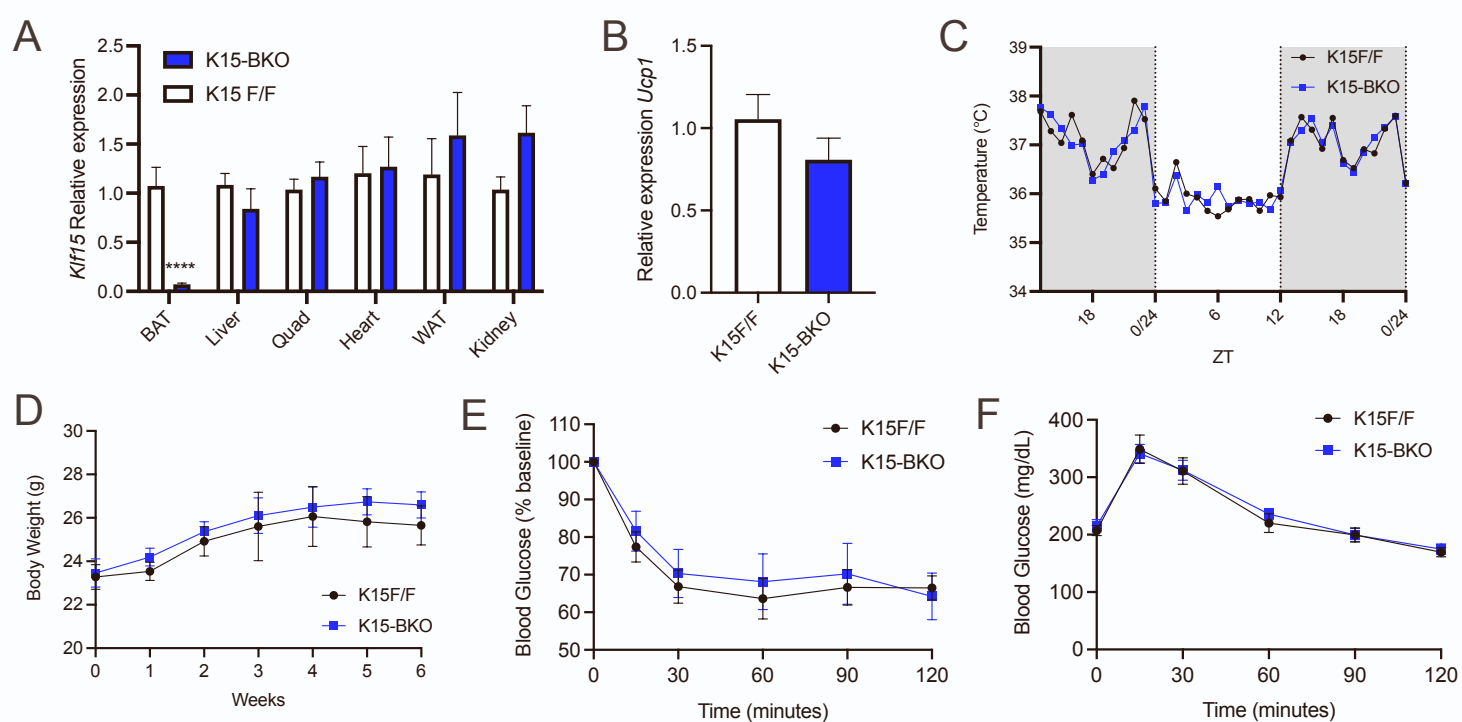 A
Klf15 Relative expression
2.5
2.0
1.5
1.0
0.5
0.0
K15-BKO
K15 F/F
****
BAT
Liver
Quad
Heart
WAT
Kidney
B
Relative expression Ucp1
1.5
1.0
0.5
0.0
K15F/F
K15-BKO
C
Temperature (°C)
39
38
37
36
35
34
K15F/F
K15-BKO
18
0/24
6
12
18
0/24
ZT
D
Body Weight (g)
30
28
26
24
23
22
20
K15F/F
K15-BKO
0
1
2
3
4
5
6
Weeks
E
Blood Glucose (% baseline)
110
100
90
80
70
60
50
K15F/F
K15-BKO
0
30
60
90
120
Time (minutes)
F
Blood Glucose (mg/dL)
400
300
200
100
0
K15F/F
K15-BKO
0
30
60
90
120
Time (minutes)